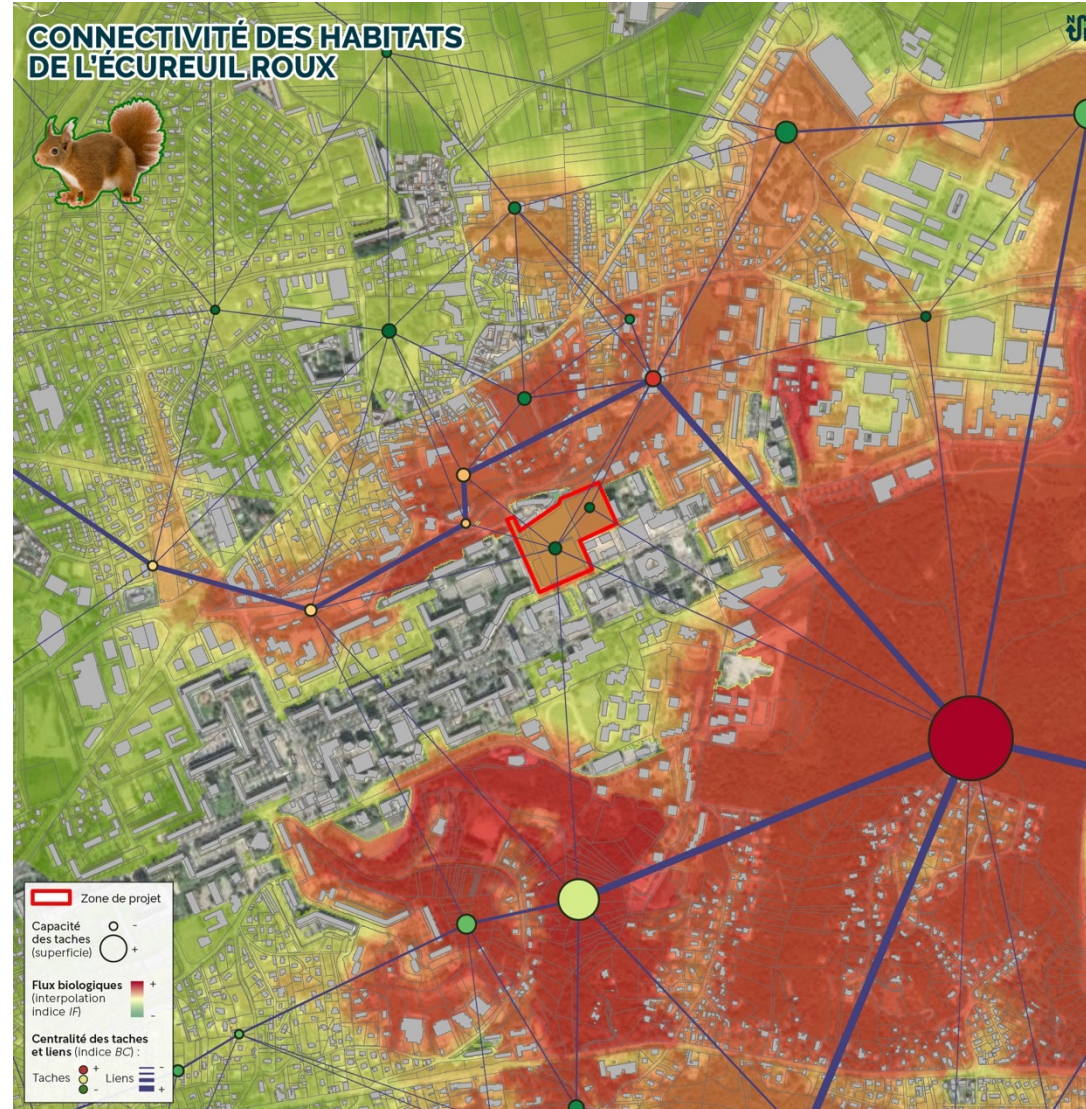 CONNECTIVITÉ DES HABITATS
DE L'ÉCUREUIL ROUX
N
Zone de projet
Capacité
des taches
(superficie)
-
+
Flux biologiques
(interpolation
indice IF)
+
-
Centralité des taches
et liens (indice BC) :
Taches
+
-
Liens
-
+